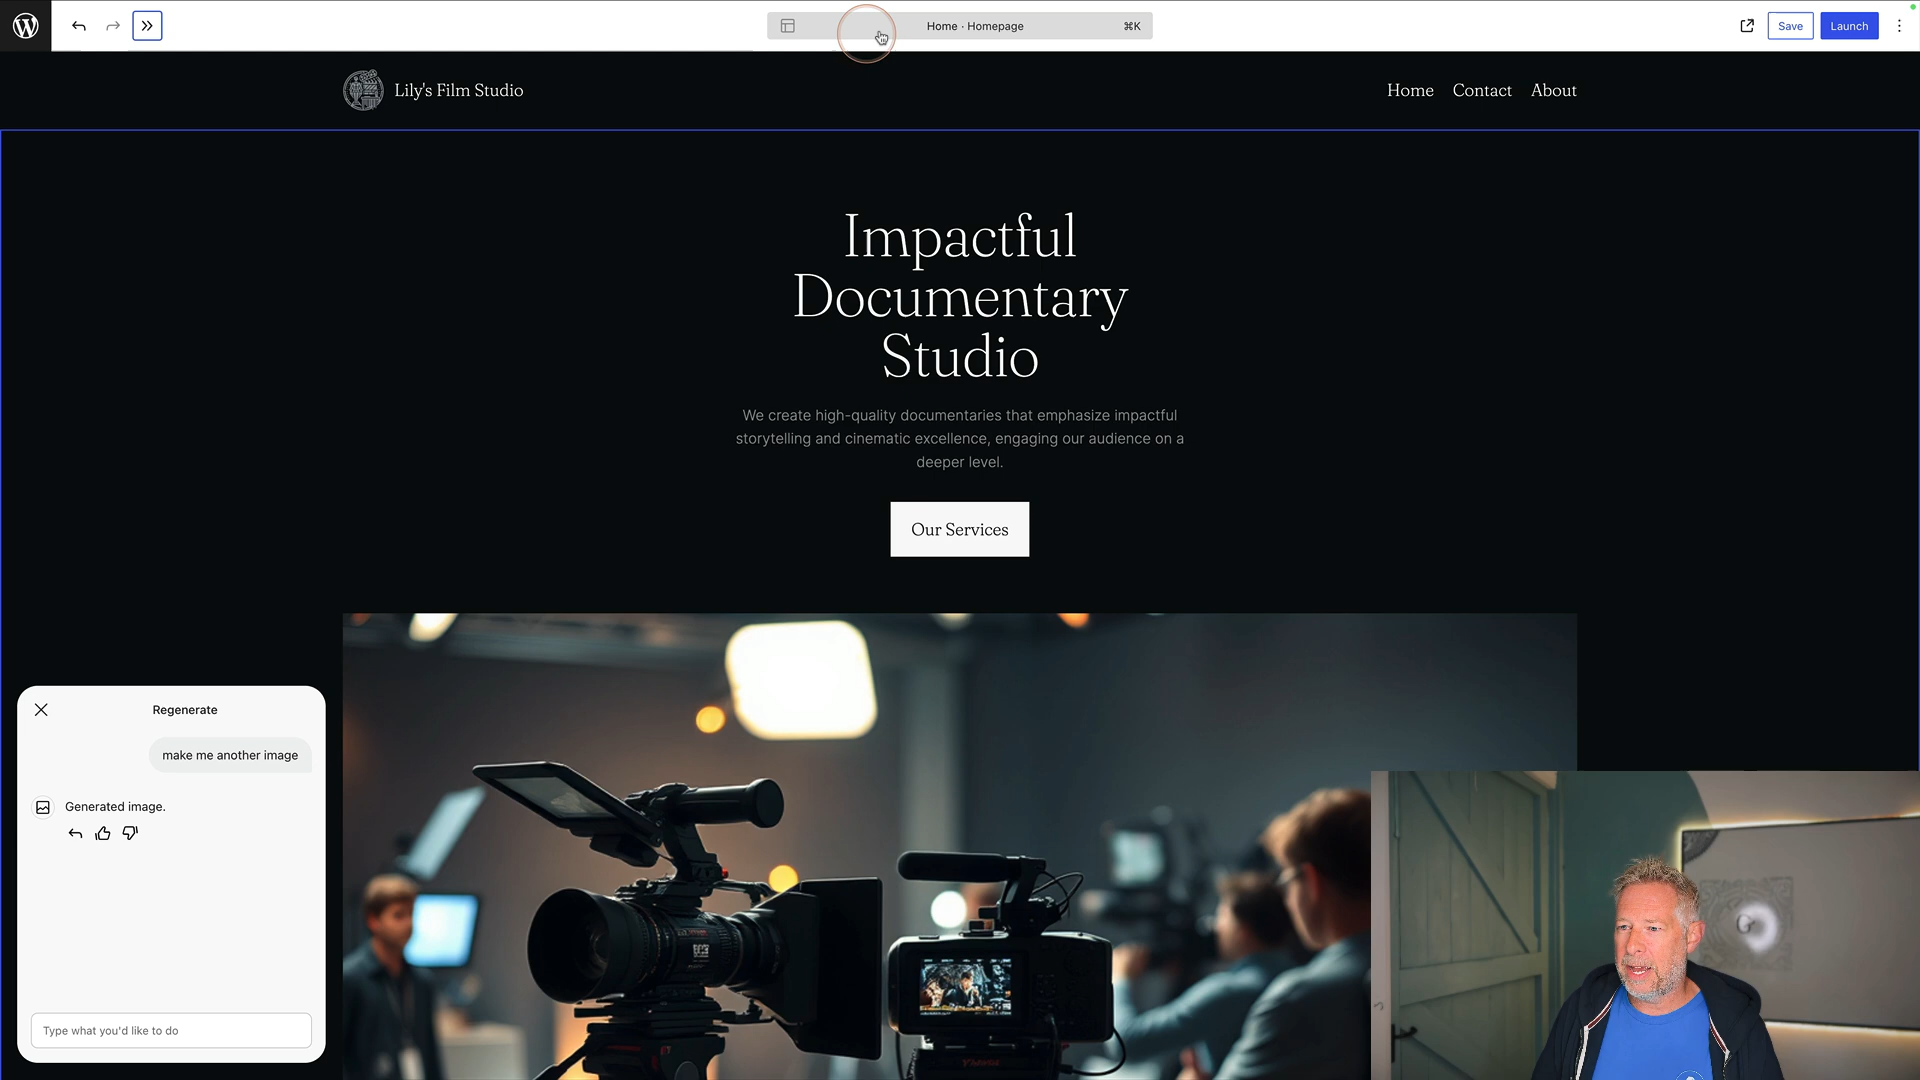 Home · Homepage
⌘K
Save
Launch
Lily's Film Studio
Home
Contact
About
Impactful
Documentary
Studio
We create high-quality documentaries that emphasize impactful
storytelling and cinematic excellence, engaging our audience on a
deeper level.
Our Services
Regenerate
make me another image
Generated image.
Type what you'd like to do